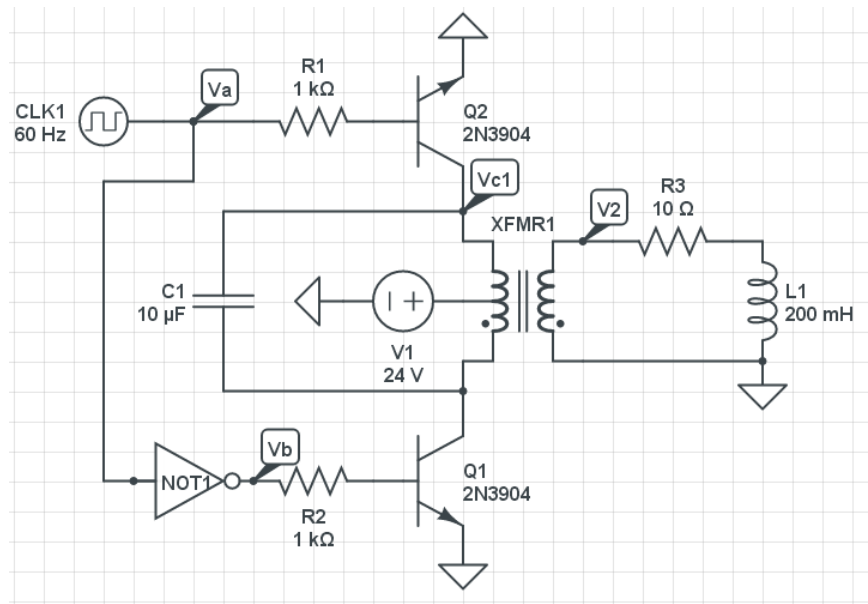 R1
1 kΩ
Va
CLK1
60 Hz
Q2
2N3904
Vc1
XFMR1
V2
R3
10 Ω
C1
10 µF
V1
24 V
L1
200 mH
Vb
NOT1
R2
1 kΩ
Q1
2N3904